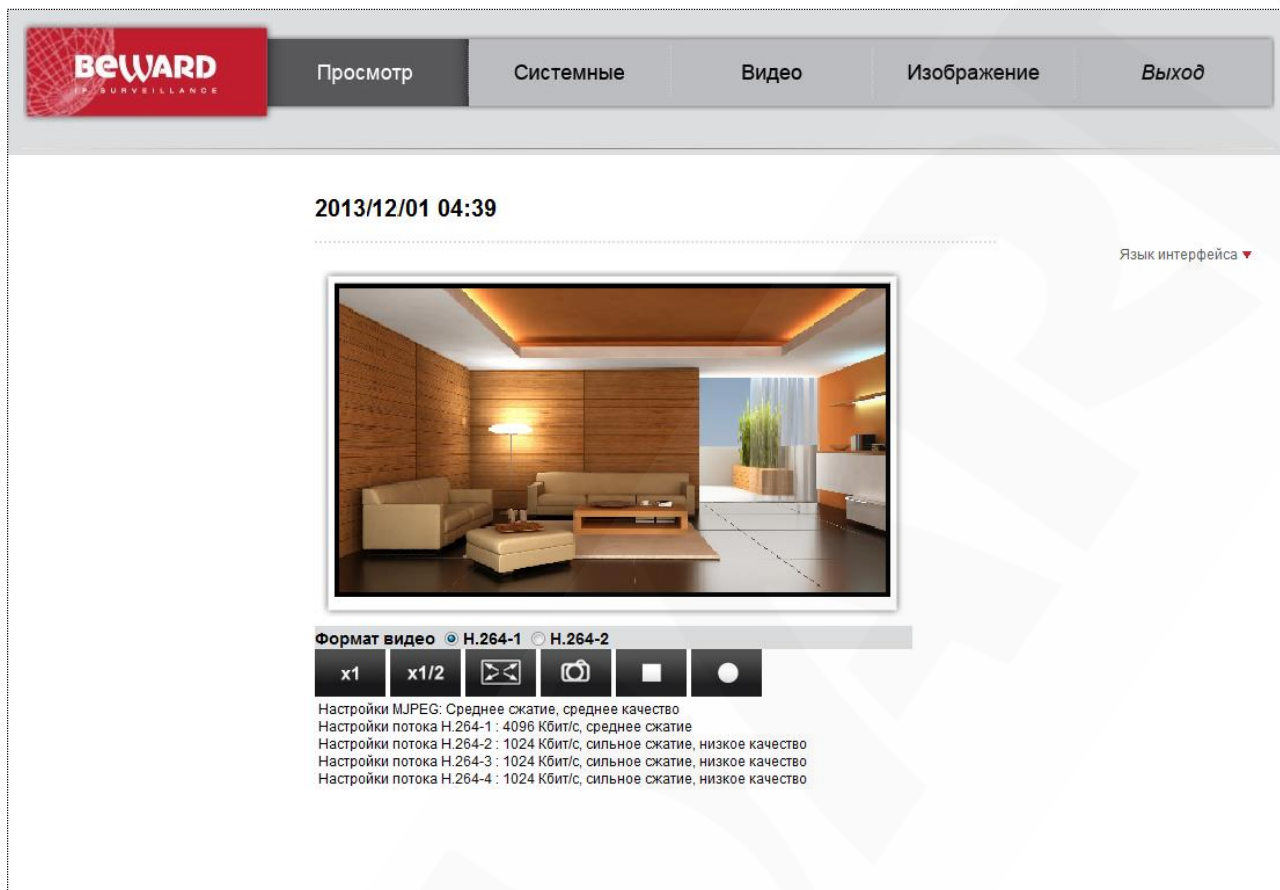 BEWARD
IP SURVEILLANCE
Просмотр
Системные
Видео
Изображение
Выход
2013/12/01 04:39
Язык интерфейса
Формат видео H.264-1 H.264-2
x1 x1/2
Настройки MJPEG: Среднее сжатие, среднее качество
Настройки потока H.264-1 : 4096 Кбит/с, среднее сжатие
Настройки потока H.264-2 : 1024 Кбит/с, сильное сжатие, низкое качество
Настройки потока H.264-3 : 1024 Кбит/с, сильное сжатие, низкое качество
Настройки потока H.264-4 : 1024 Кбит/с, сильное сжатие, низкое качество